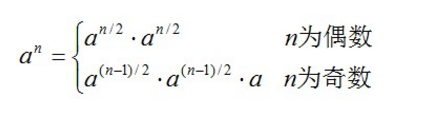 aⁿ = { a^{n/2} · a^{n/2} n为偶数
a^{(n−1)/2} · a^{(n−1)/2} · a n为奇数